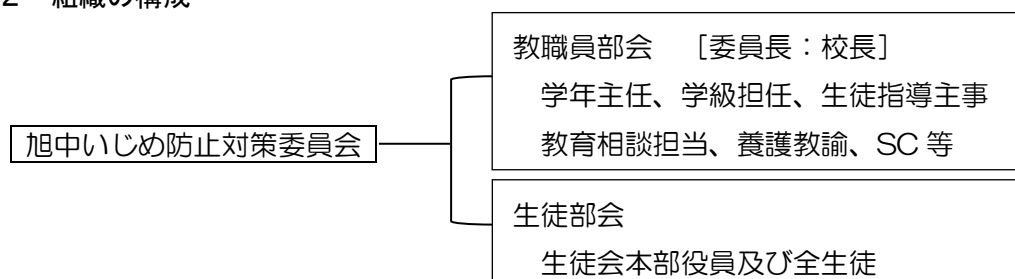 2　組織の構成
教職員部会　［委員長：校長］
学年主任、学級担任、生徒指導主事
教育相談担当、養護教諭、SC 等
旭中いじめ防止対策委員会
生徒部会
生徒会本部役員及び全生徒